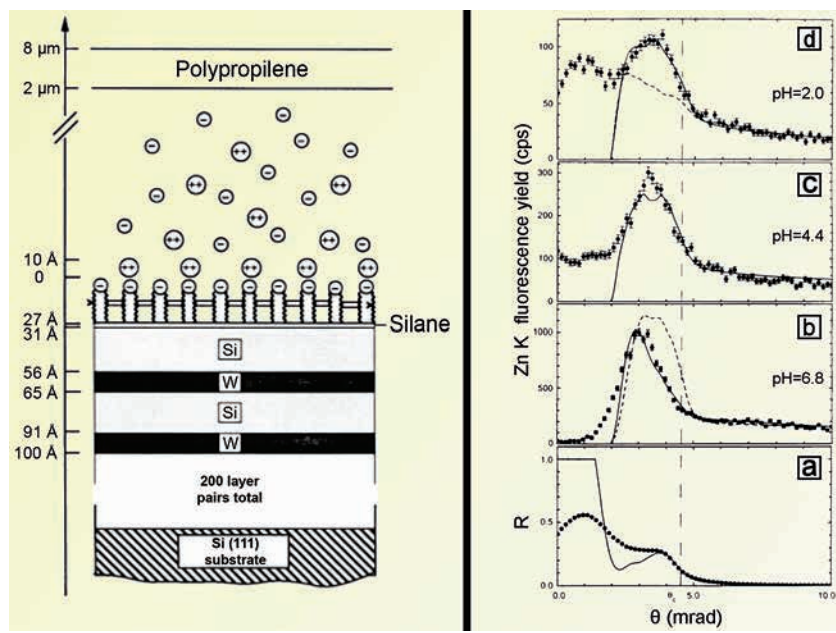 8 µm
Polypropilene
2 µm
10 Å
0
27 Å
31 Å
Silane
Si
56 Å
W
65 Å
Si
91 Å
W
100 Å
200 layer
pairs total
Si (111)
substrate
d
100
50
0
pH=2.0
c
300
200
100
0
pH=4.4
b
1000
500
pH=6.8
Zn K fluorescence yield (cps)
a
1.0
0.5
0.0
R
0.0
θc
5.0
10.0
θ (mrad)